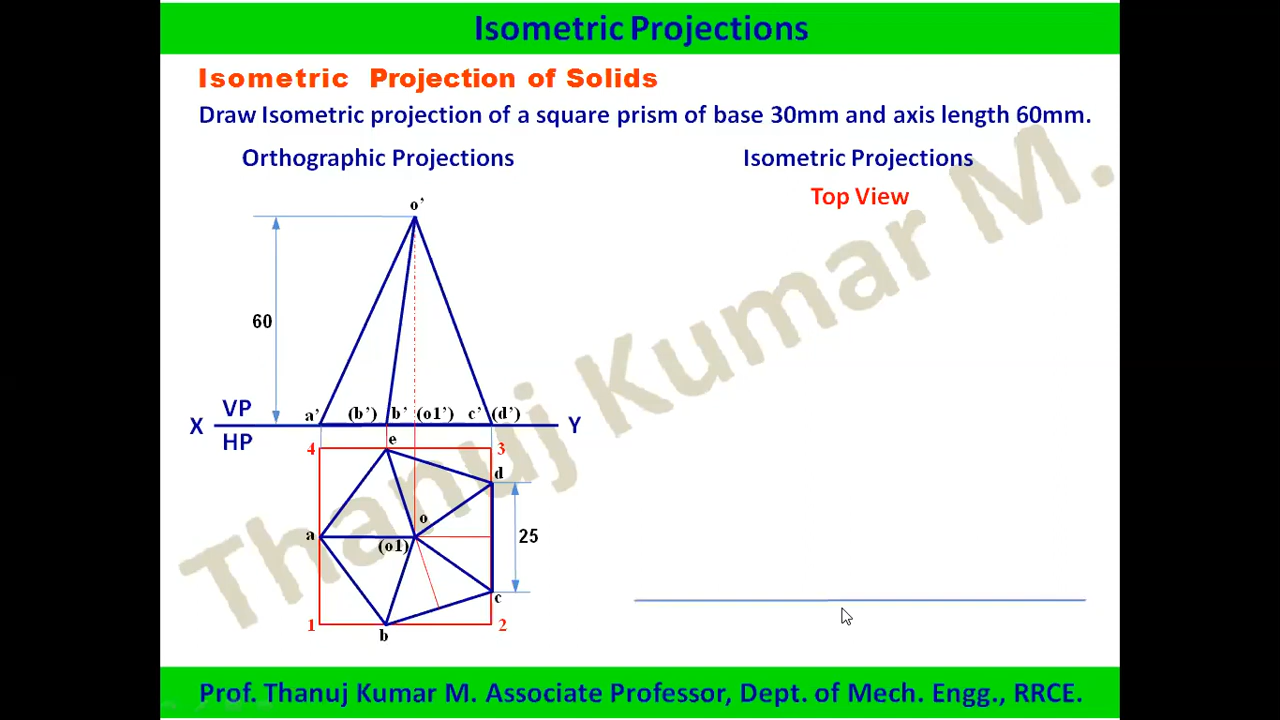 Isometric Projections
Isometric Projection of Solids
Draw Isometric projection of a square prism of base 30mm and axis length 60mm.
Orthographic Projections
Isometric Projections
Top View
o'
60
a' (b') b' (o1') c' (d')
X VP Y
HP
4 e 3
d
o
a (o1) 25
c
1 b 2
Thanuj Kumar M.
Prof. Thanuj Kumar M. Associate Professor, Dept. of Mech. Engg., RRCE.